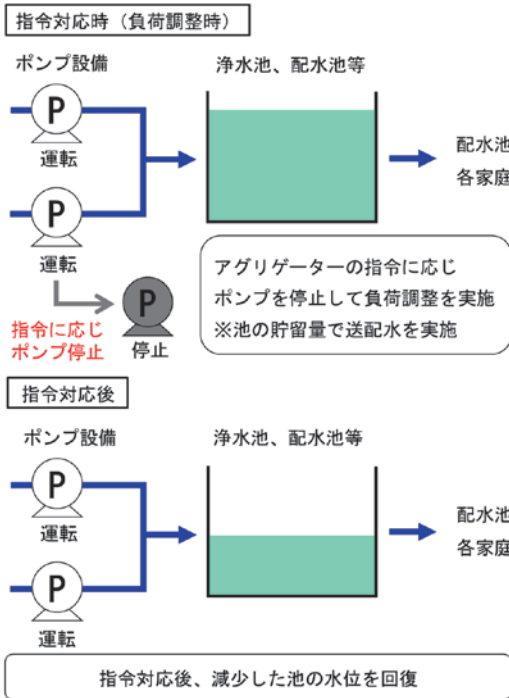 指令対応時（負荷調整時）
ポンプ設備
浄水池、配水池等
P
運転
配水池
各家庭
P
運転
P
停止
指令に応じ
ポンプ停止
アグリゲーターの指令に応じ
ポンプを停止して負荷調整を実施
※池の貯留量で送配水を実施
指令対応後
ポンプ設備
浄水池、配水池等
P
運転
配水池
各家庭
P
運転
指令対応後、減少した池の水位を回復